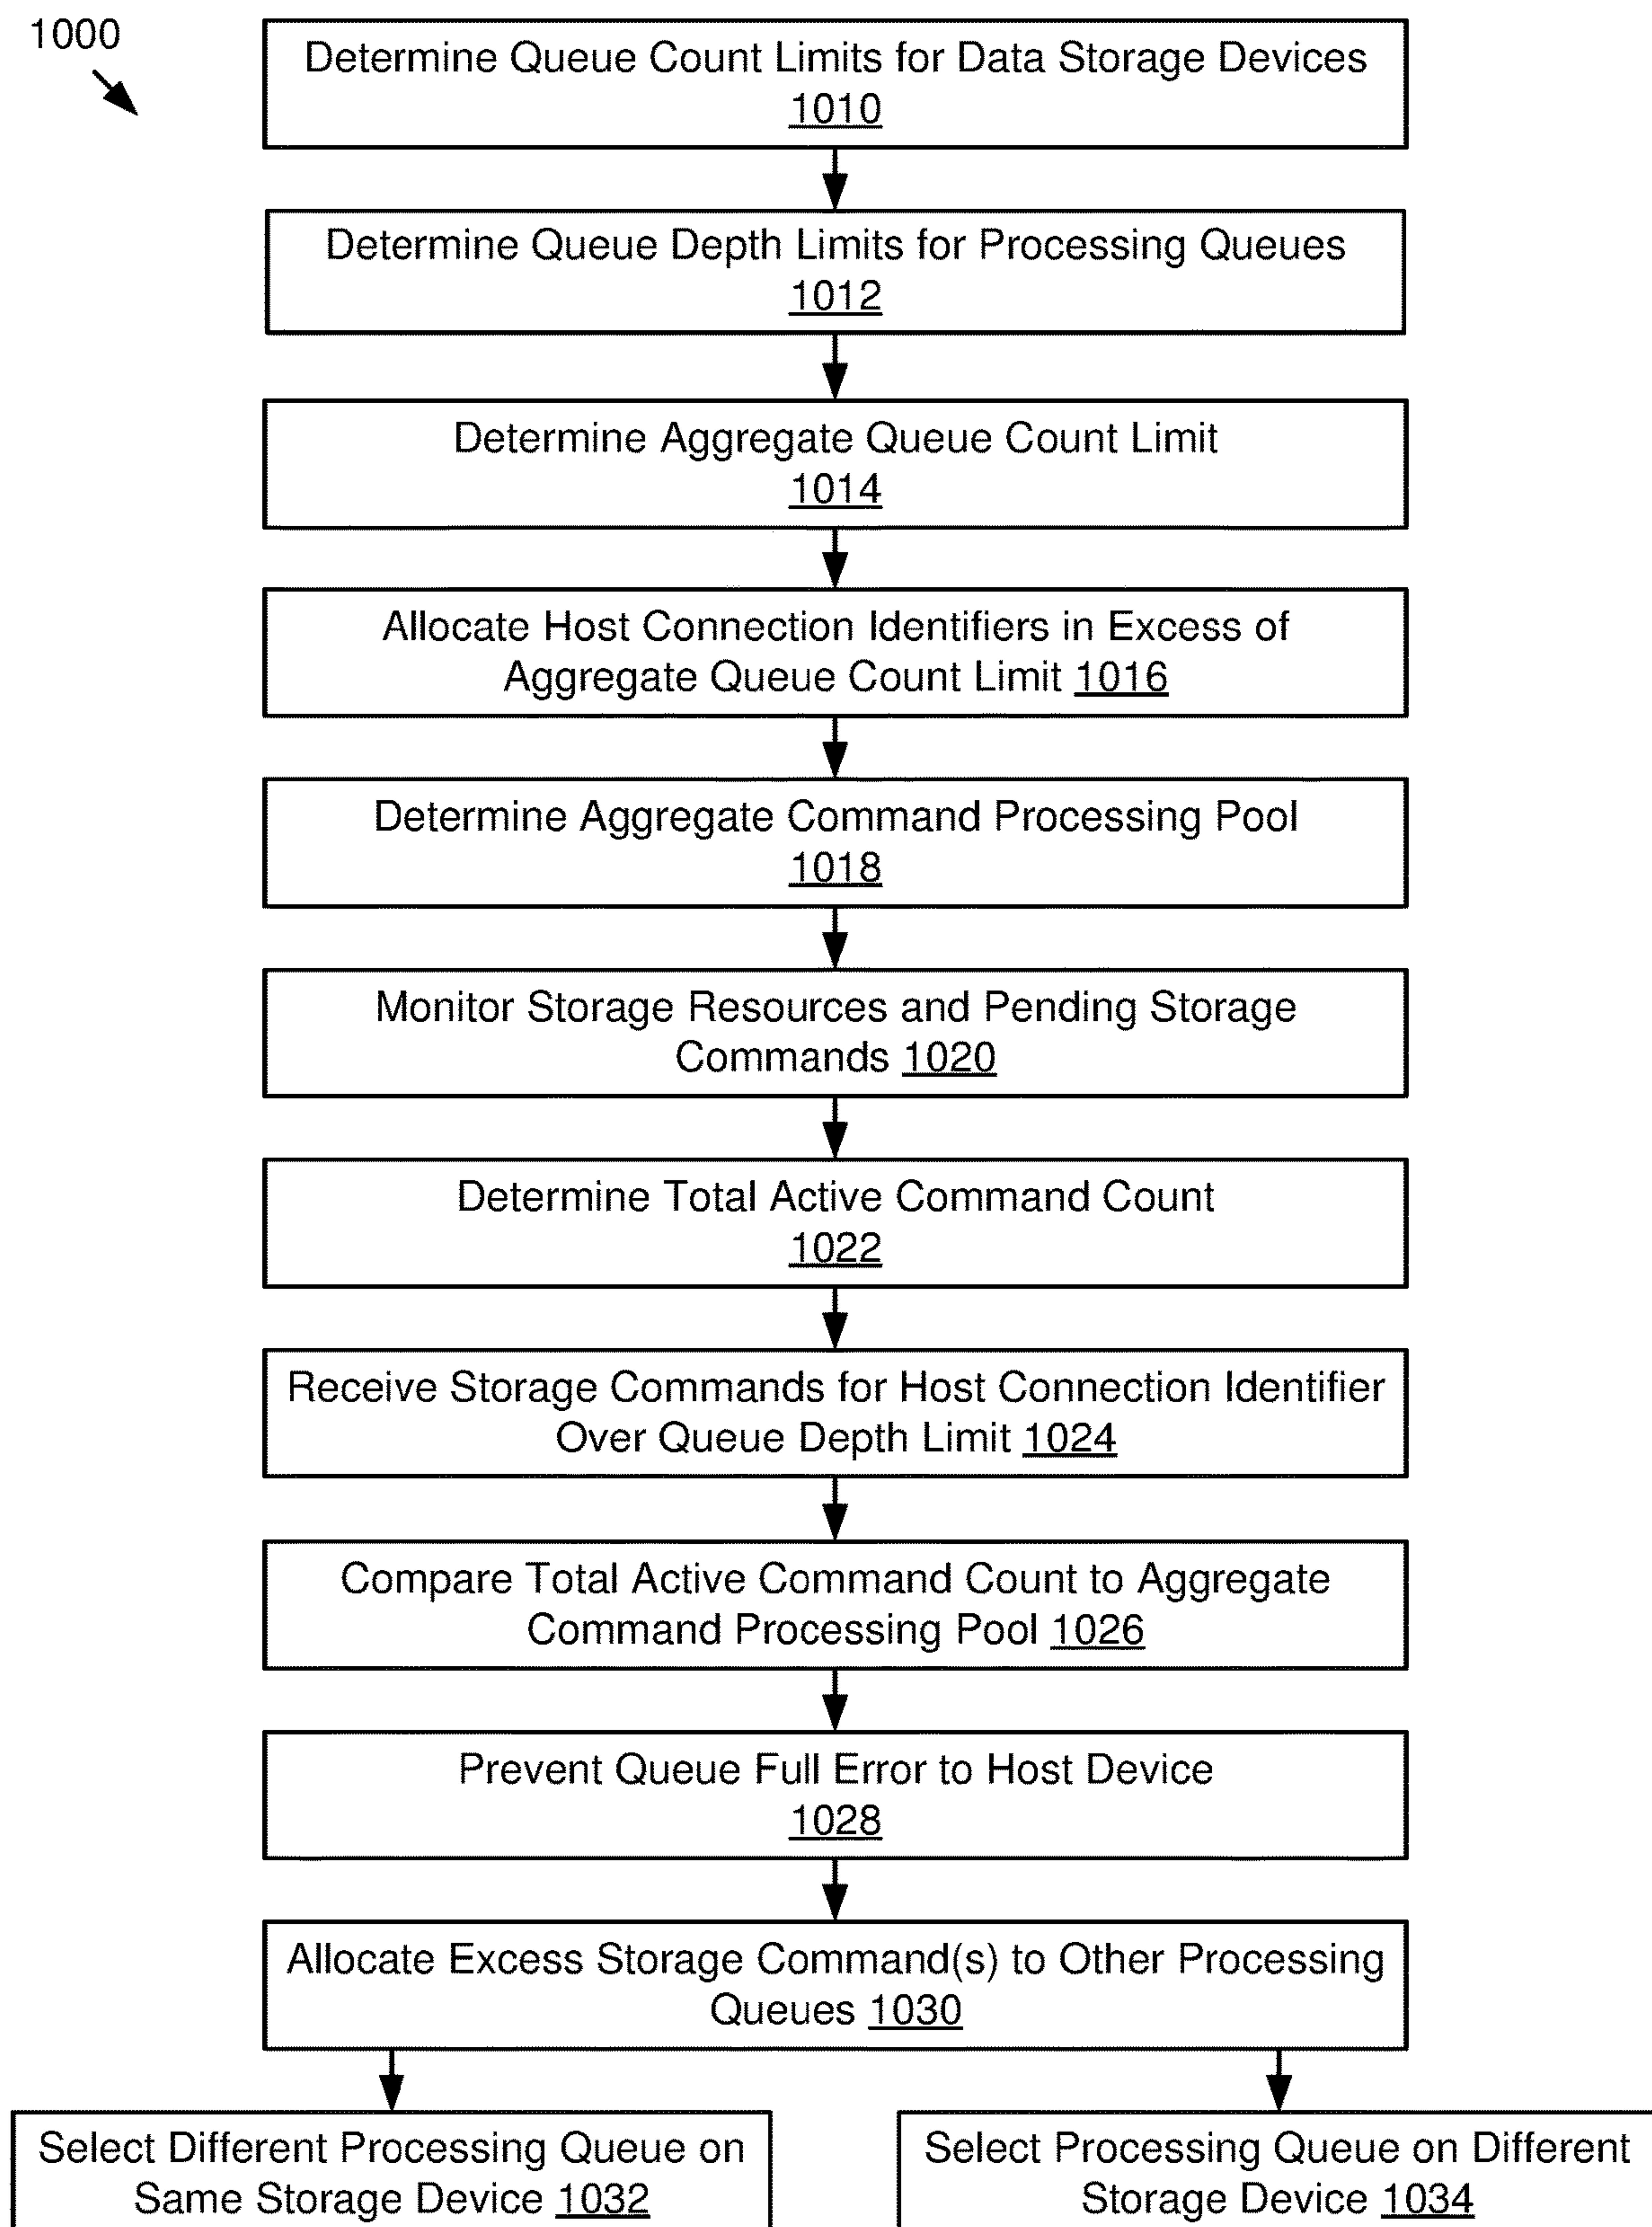 1000
Determine Queue Count Limits for Data Storage Devices
1010
Determine Queue Depth Limits for Processing Queues
1012
Determine Aggregate Queue Count Limit
1014
Allocate Host Connection Identifiers in Excess of
Aggregate Queue Count Limit 1016
Determine Aggregate Command Processing Pool
1018
Monitor Storage Resources and Pending Storage
Commands 1020
Determine Total Active Command Count
1022
Receive Storage Commands for Host Connection Identifier
Over Queue Depth Limit 1024
Compare Total Active Command Count to Aggregate
Command Processing Pool 1026
Prevent Queue Full Error to Host Device
1028
Allocate Excess Storage Command(s) to Other Processing
Queues 1030
Select Different Processing Queue on
Same Storage Device 1032
Select Processing Queue on Different
Storage Device 1034